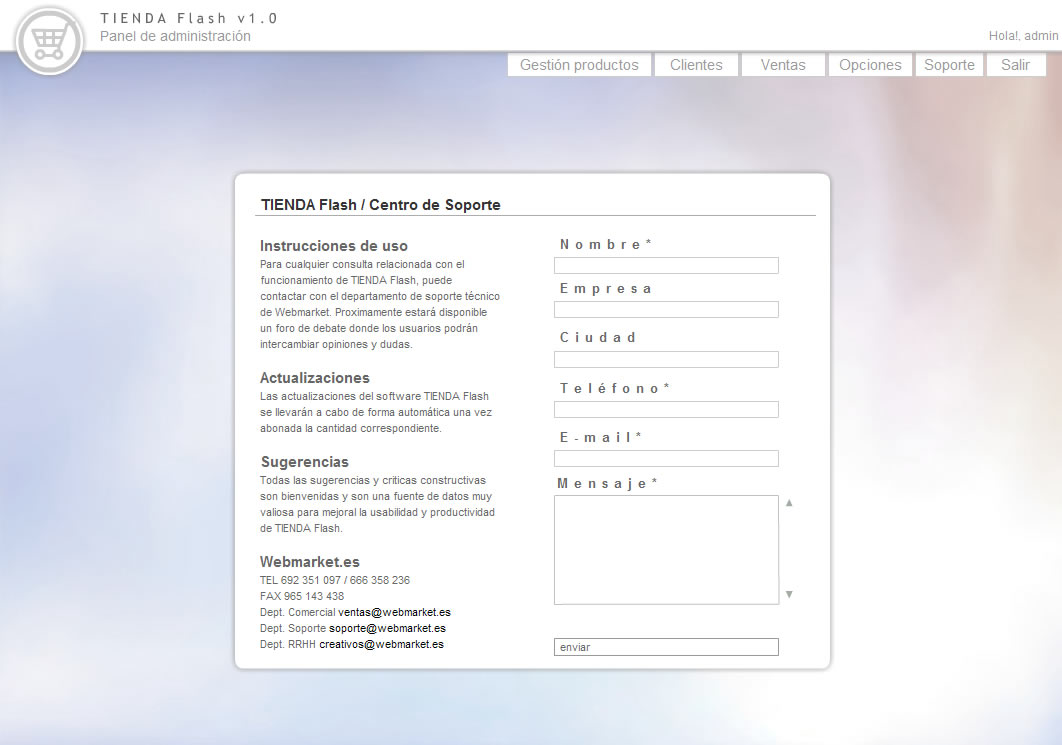 TIENDA Flash v1.0
Panel de administración
Hola!, admin
Gestión productos Clientes Ventas Opciones Soporte Salir
TIENDA Flash / Centro de Soporte
Instrucciones de uso
Para cualquier consulta relacionada con el
funcionamiento de TIENDA Flash, puede
contactar con el departamento de soporte técnico
de Webmarket. Proximamente estará disponible
un foro de debate donde los usuarios podrán
intercambiar opiniones y dudas.
Actualizaciones
Las actualizaciones del software TIENDA Flash
se llevarán a cabo de forma automática una vez
abonada la cantidad correspondiente.
Sugerencias
Todas las sugerencias y criticas constructivas
son bienvenidas y son una fuente de datos muy
valiosa para mejoral la usabilidad y productividad
de TIENDA Flash.
Webmarket.es
TEL 692 351 097 / 666 358 236
FAX 965 143 438
Dept. Comercial ventas@webmarket.es
Dept. Soporte soporte@webmarket.es
Dept. RRHH creativos@webmarket.es
Nombre*
Empresa
Ciudad
Teléfono*
E-mail*
Mensaje*
enviar